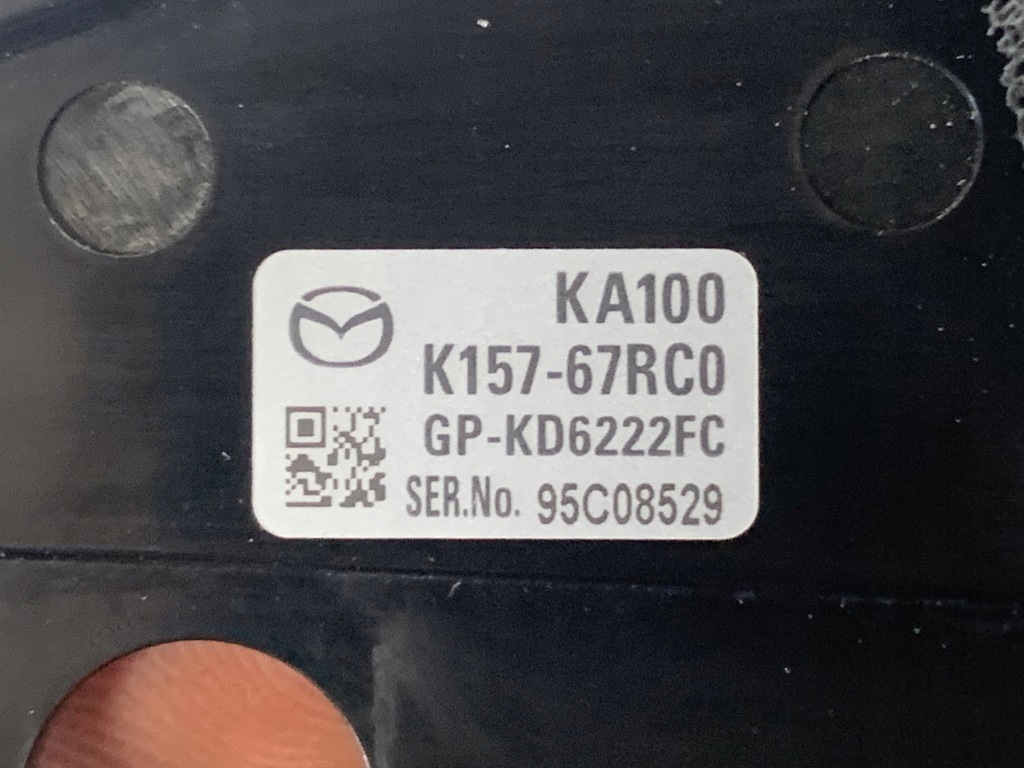 KA100
K157-67RC0
GP-KD6222FC
SER.No. 95C08529